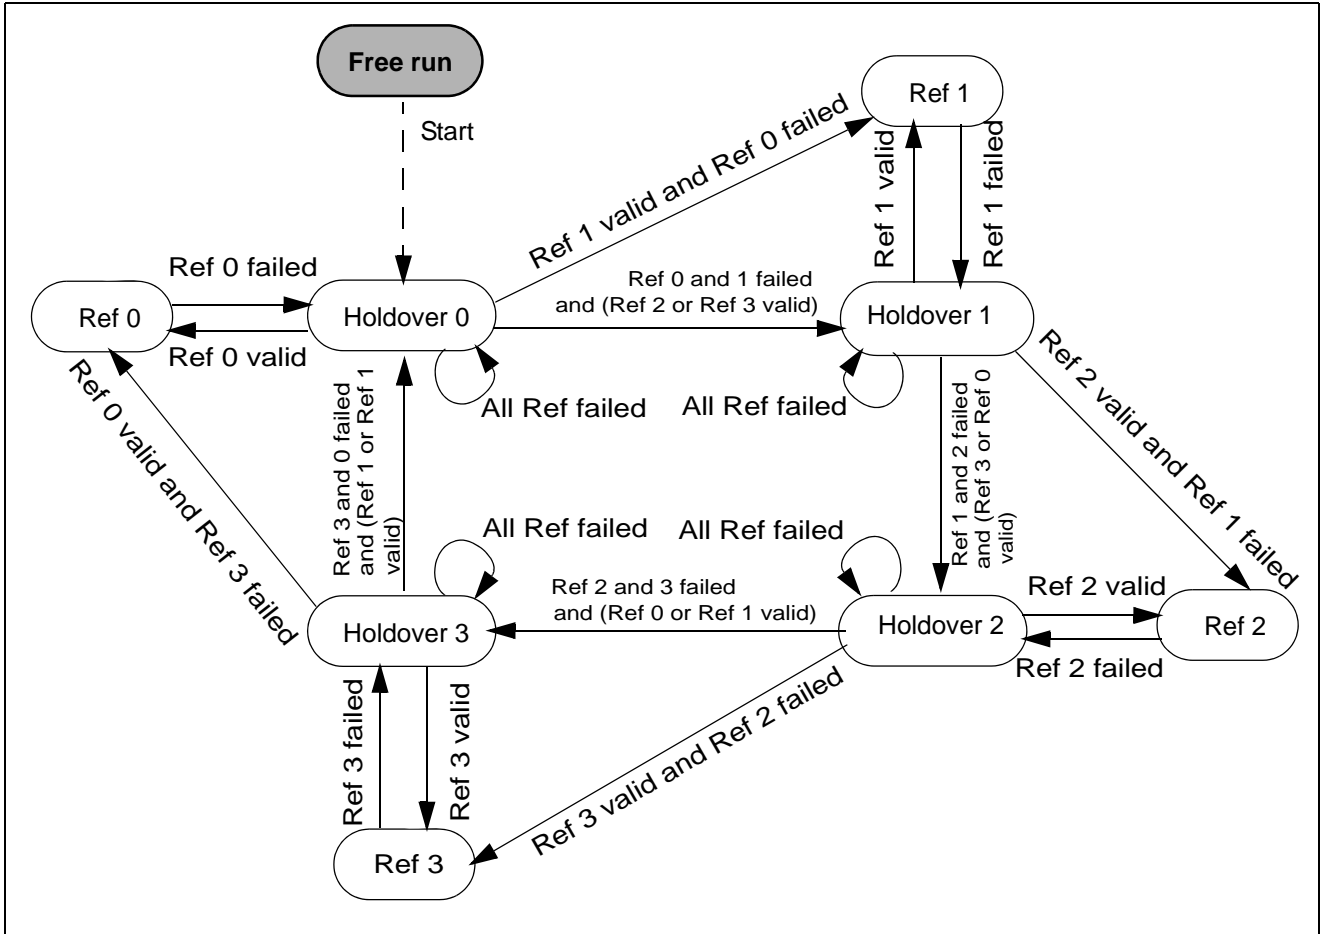 Free run
Start
Ref 1
Ref 1 valid and Ref 0 failed
Ref 1 valid
Ref 1 failed
Ref 0 failed
Ref 0 valid
Ref 0
Holdover 0
Ref 0 and 1 failed
and (Ref 2 or Ref 3 valid)
Holdover 1
All Ref failed
All Ref failed
Ref 0 valid and Ref 3 failed
Ref 3 and 0 failed
and (Ref 1 or Ref 1
valid)
Ref 1 and 2 failed
and (Ref 3 or Ref 0
valid)
Ref 2 valid and Ref 1 failed
All Ref failed
All Ref failed
Ref 2 and 3 failed
and (Ref 0 or Ref 1 valid)
Holdover 3
Holdover 2
Ref 2 valid
Ref 2 failed
Ref 2
Ref 3 failed
Ref 3 valid
Ref 3 valid and Ref 2 failed
Ref 3